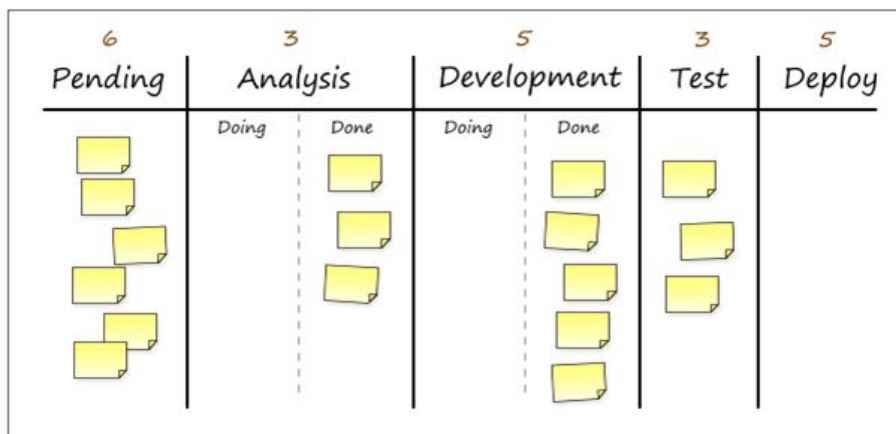 6 3 5 3 5
Pending Analysis Development Test Deploy
Doing Done Doing Done